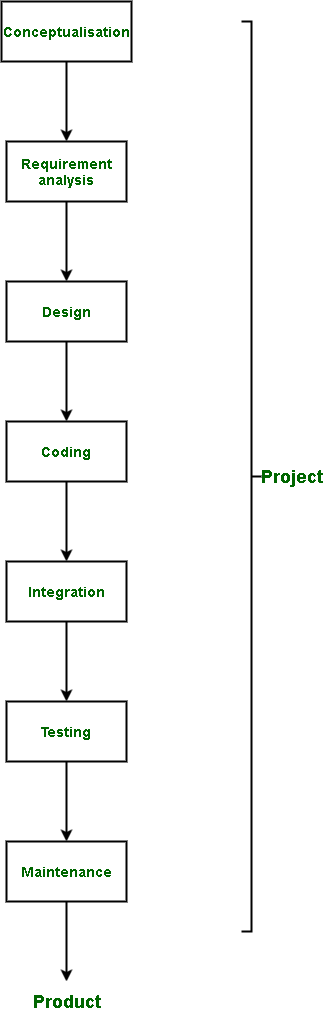 Conceptualisation
Requirement
analysis
Design
Coding
Project
Integration
Testing
Maintenance
Product